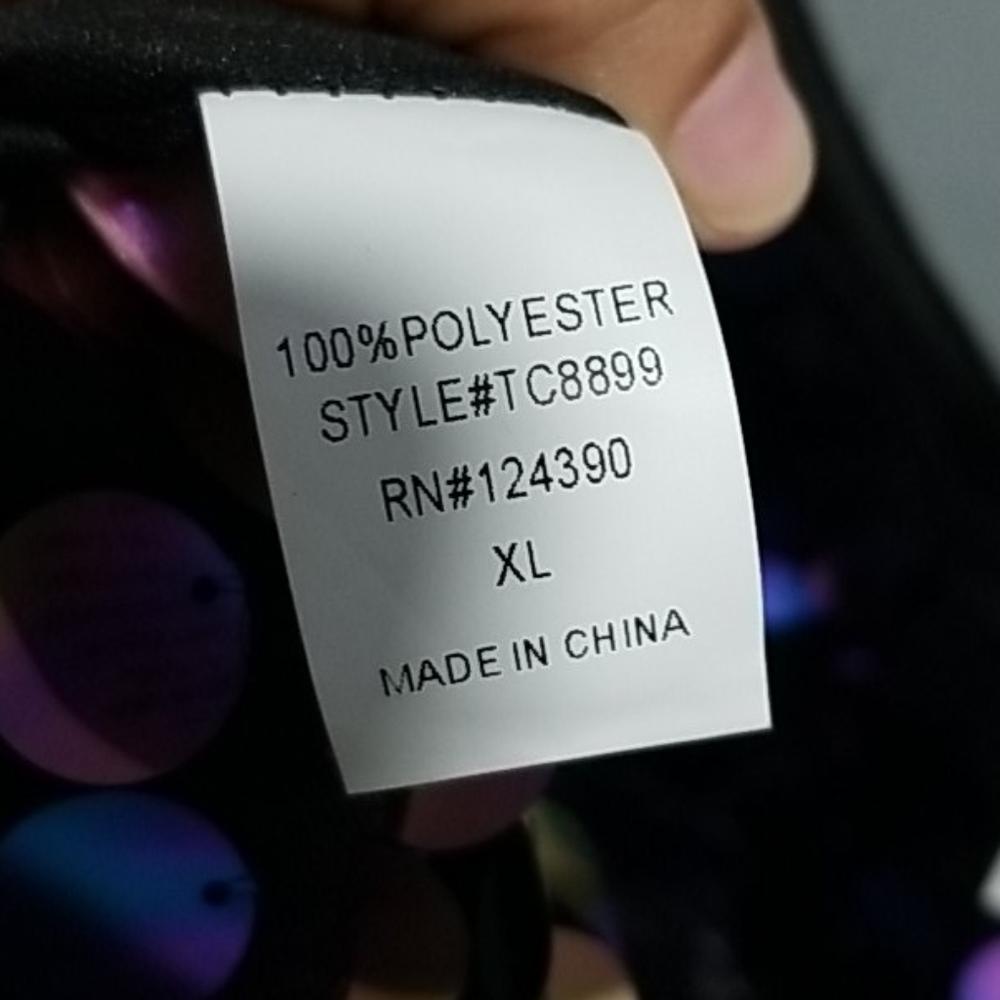 100%POLYESTER
STYLE#TC8899
RN#124390
XL
MADE IN CHINA